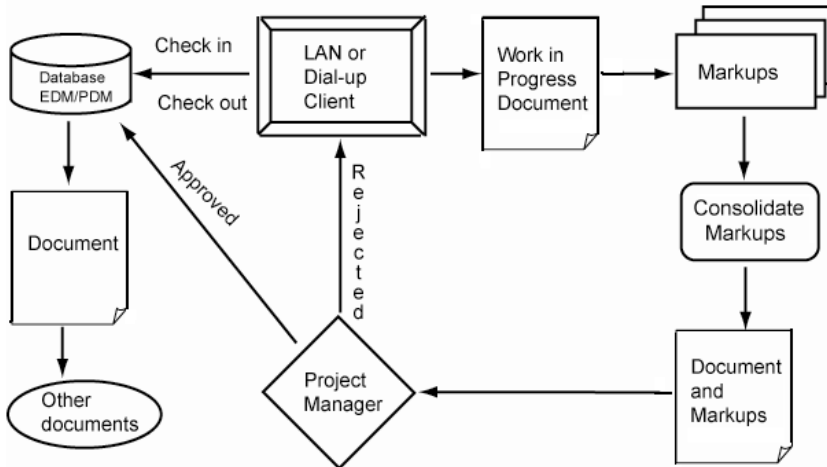 Check in
Check out
Database
EDM/PDM
LAN or
Dial-up
Client
Work in
Progress
Document
Markups
Approved
Rejected
Document
Consolidate
Markups
Other
documents
Project
Manager
Document
and
Markups